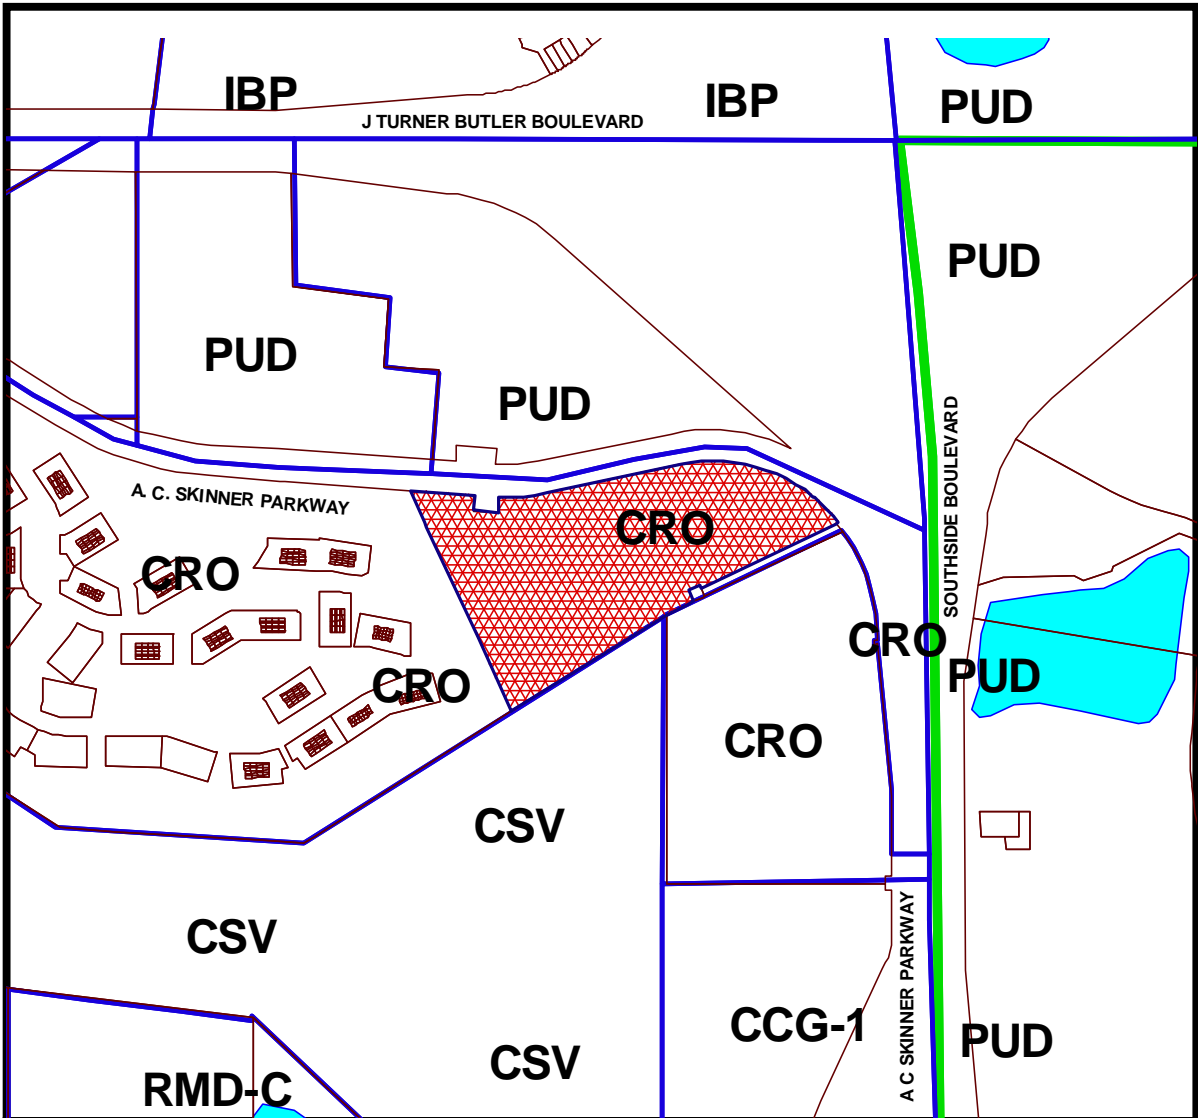 IBP
IBP
PUD
J TURNER BUTLER BOULEVARD
PUD
PUD
PUD
SOUTHSIDE BOULEVARD
A. C. SKINNER PARKWAY
CRO
CRO
CRO
CRO
PUD
CRO
CSV
CRO
CSV
A C SKINNER PARKWAY
CCG-1
PUD
CSV
RMD-C